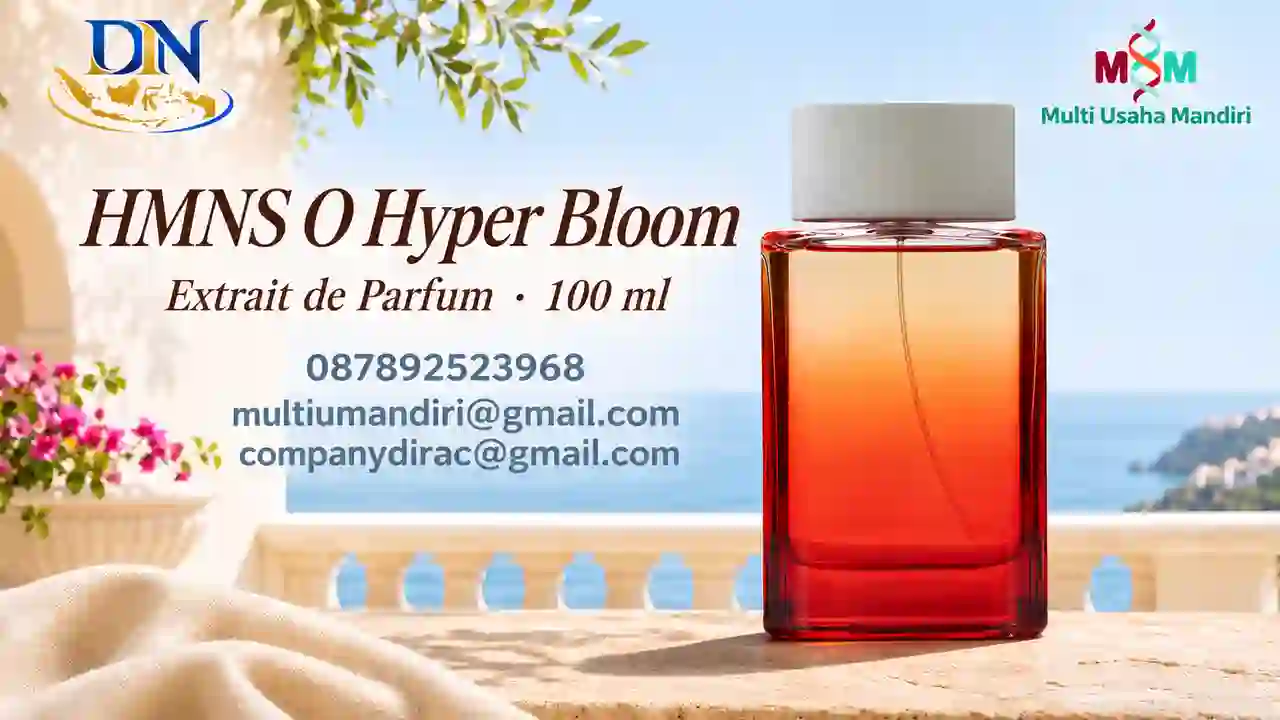 DN
MSM
Multi Usaha Mandiri
HMNS O Hyper Bloom
Extrait de Parfum · 100 ml
087892523968
multiumandiri@gmail.com
companydirac@gmail.com